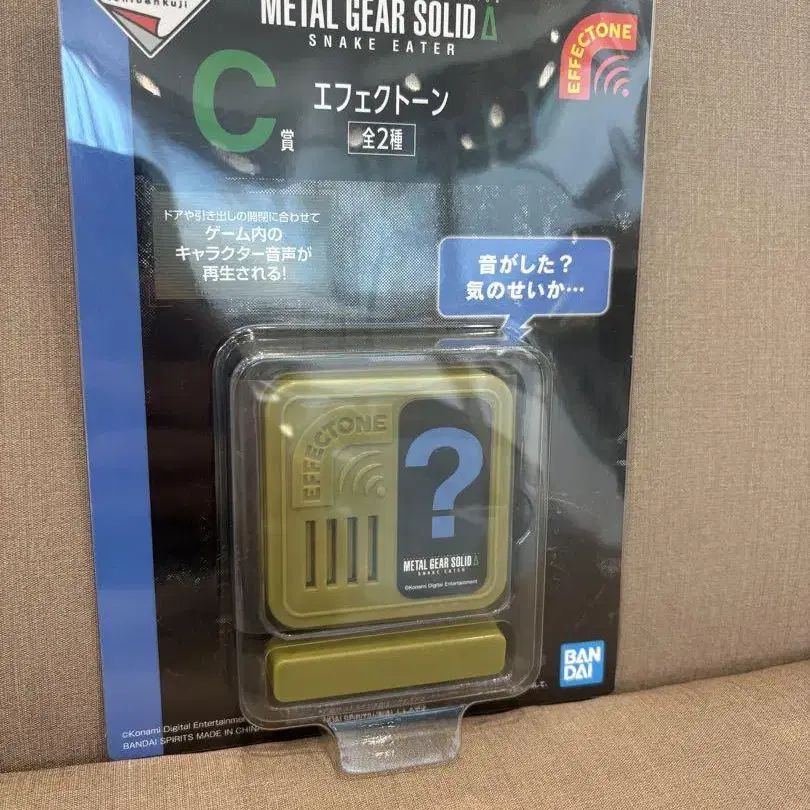 METAL GEAR SOLID Δ
SNAKE EATER
EFFECTONE
C賞
エフェクトーン
全2種
ドアや引き出しの開閉に合わせて
ゲーム内の
キャラクター音声が
再生される!
音がした?
気のせいか…
EFFECTONE
?
METAL GEAR SOLID Δ
SNAKE EATER
©Konami Digital Entertainment
BAN
DAI
©Konami Digital Entertainment
BANDAI SPIRITS MADE IN CHINA